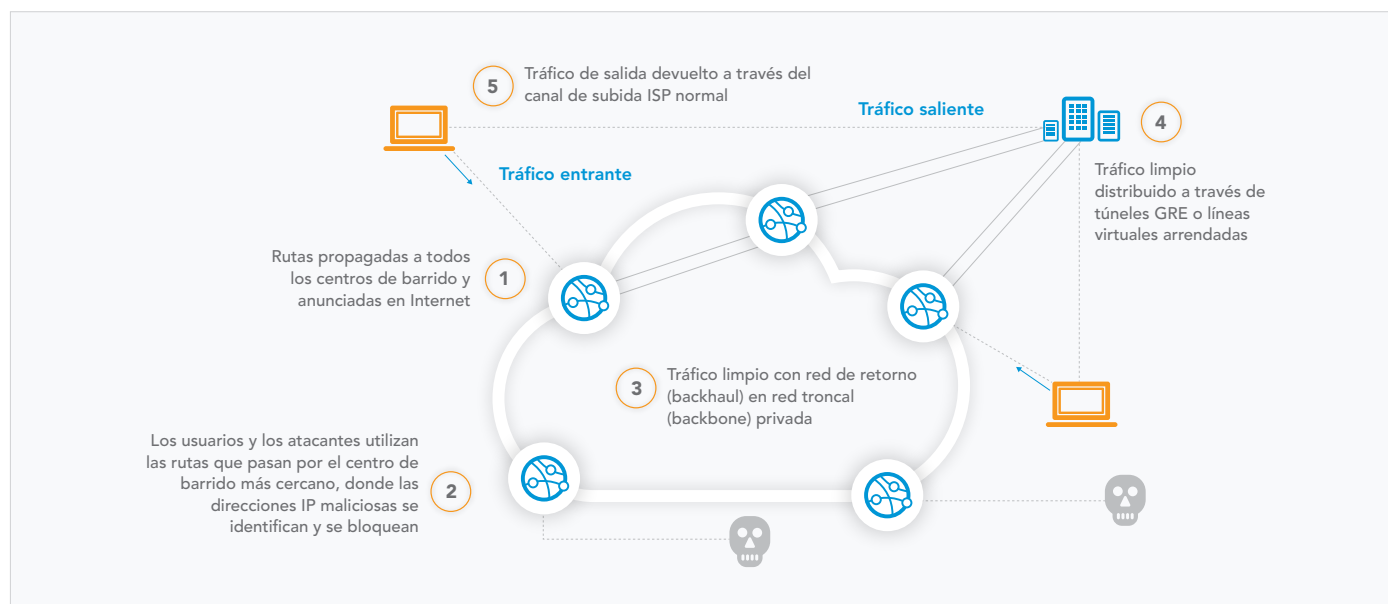 5
Tráfico de salida devuelto a través del
canal de subida ISP normal
Tráfico saliente
4
Tráfico limpio
distribuido a través de
túneles GRE o líneas
virtuales arrendadas
Tráfico entrante
Rutas propagadas a todos
los centros de barrido y
anunciadas en Internet
1
3
Tráfico limpio con red de retorno
(backhaul) en red troncal
(backbone) privada
Los usuarios y los atacantes utilizan
las rutas que pasan por el centro de
barrido más cercano, donde las
direcciones IP maliciosas se
identifican y se bloquean
2